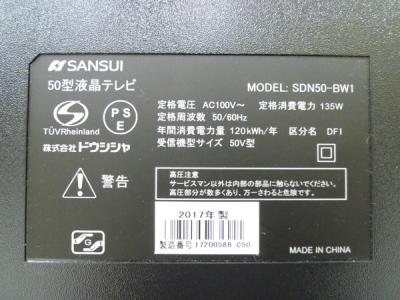 SANSUI
50型液晶テレビ
MODEL: SDN50-BW1
定格電圧 AC100V～ 定格消費電力 135W
定格周波数 50/60Hz
年間消費電力量 120kWh/年 区分名 DF1
受信機型サイズ 50V型
S
TÜVRheinland
PS
E
株式会社ドウシシャ
警告
高圧注意
サービスマン以外は内部の部品に触らないでください。
高圧部分が数多くあり、万一さわると危険です。
2017年製
製造番号 17200588 C50
G
MADE IN CHINA